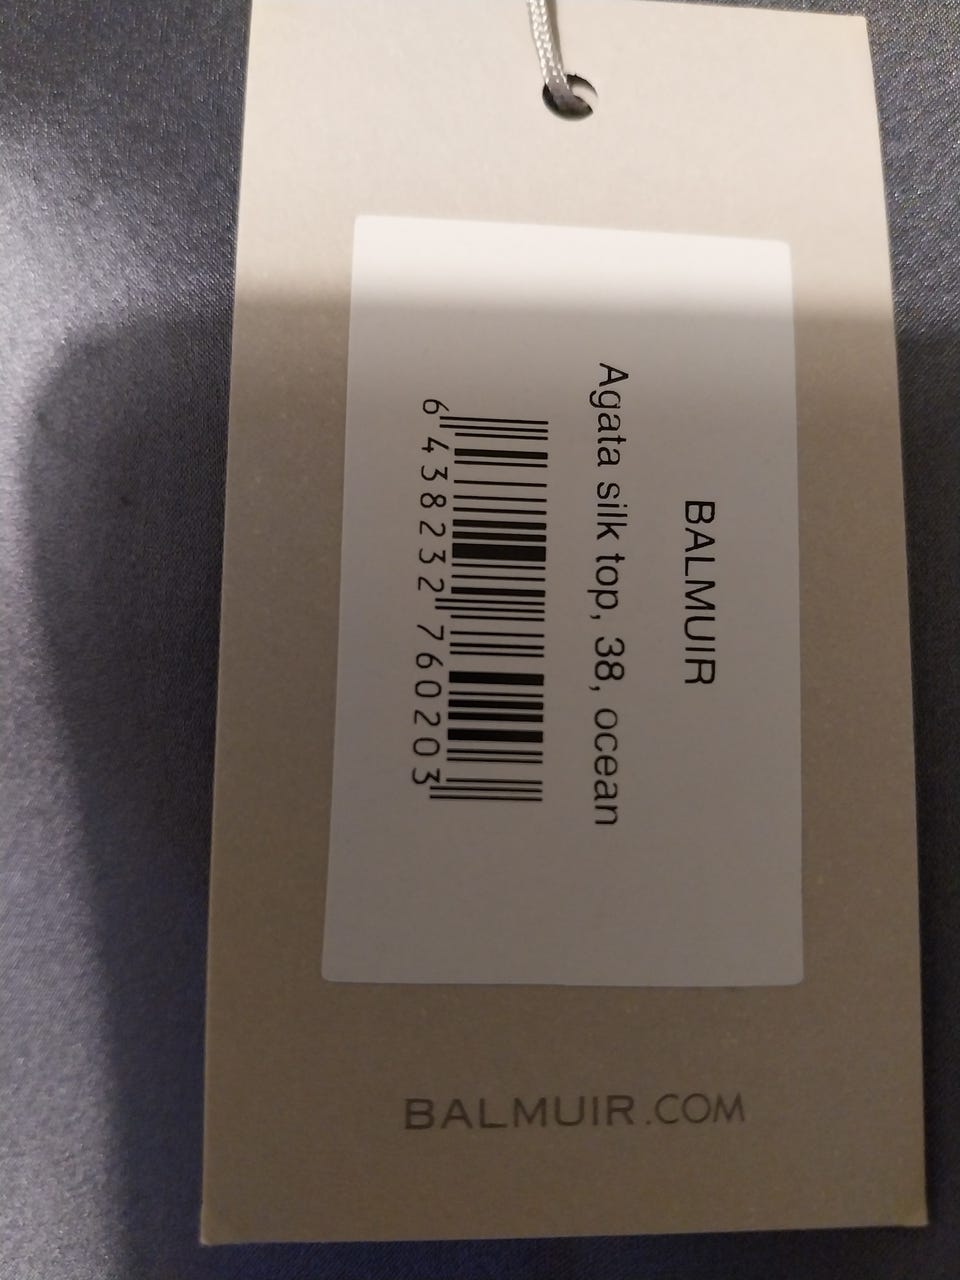 BALMUIR
Agata silk top, 38, ocean
6 438232 760203
BALMUIR.COM